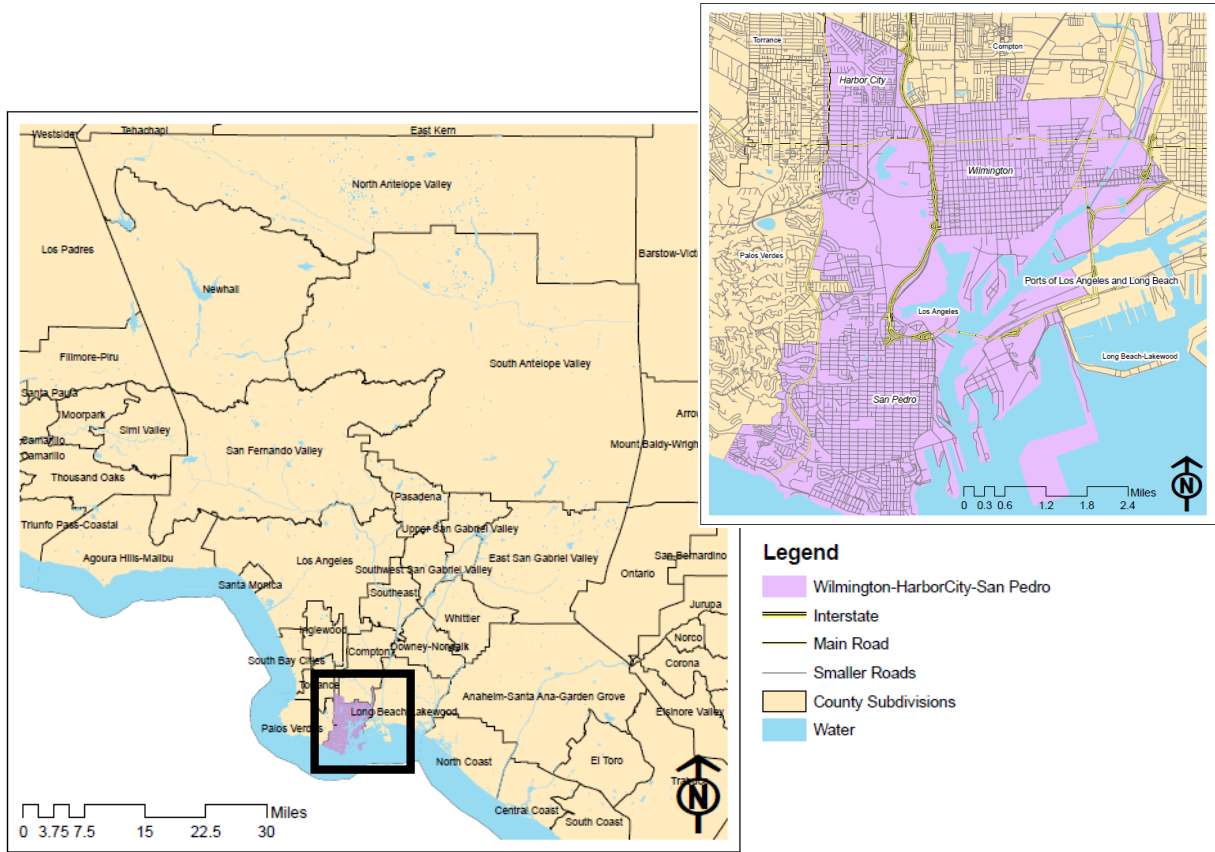 Westside
Tehachapi
East Kern
North Antelope Valley
Los Padres
Barstow-Vict
Newhall
Fillmore-Piru
South Antelope Valley
Santa Paula
Moorpark
Simi Valley
Arro
Camarillo
San Fernando Valley
Mount Baldy-Wrigh
Camarillo
Thousand Oaks
Pasadena
Triunfo Pass-Coastal
Upper San Gabriel Valley
Agoura Hills-Malibu
Los Angeles
East San Gabriel Valley
San Bernardino
Southwest San Gabriel Valley
Ontario
Santa Monica
Southeast
Jurupa
Whittier
Inglewood
Norco
Compton
Downey-Norwalk
South Bay Cities
Corona
Torrance
Anaheim-Santa Ana-Garden Grove
Long Beach-Lakewood
Elsinore Valley
Palos Verdes
North Coast
El Toro
Central Coast
South Coast
N
Miles
0 3.75 7.5 15 22.5 30
Torrance
Compton
Harbor City
Wilmington
Palos Verdes
Ports of Los Angeles and Long Beach
Los Angeles
Long Beach-Lakewood
San Pedro
N
Miles
0 0.3 0.6 1.2 1.8 2.4
Legend
Wilmington-HarborCity-San Pedro
Interstate
Main Road
Smaller Roads
County Subdivisions
Water